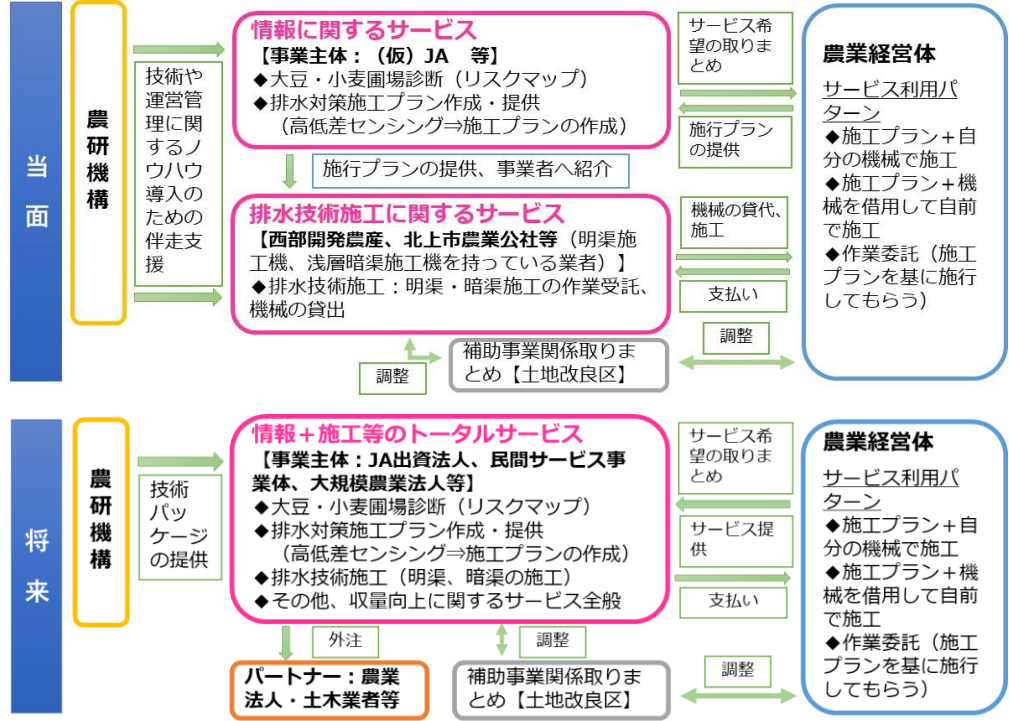 当面
農研機構
技術や
運営管
理に関
するノ
ウハウ
導入の
ための
伴走支
援
情報に関するサービス
【事業主体：（仮）JA　等】
◆大豆・小麦圃場診断（リスクマップ）
◆排水対策施工プラン作成・提供
（高低差センシング⇒施工プランの作成）
施行プランの提供、事業者へ紹介
排水技術施工に関するサービス
【西部開発農産、北上市農業公社等（明渠施
工機、浅層暗渠施工機を持っている業者）】
◆排水技術施工：明渠・暗渠施工の作業受託、
機械の貸出
調整
補助事業関係取りま
とめ【土地改良区】
サービス希
望の取りま
とめ
施行プラン
の提供
機械の貸代、
施工
支払い
調整
農業経営体
サービス利用パ
ターン
◆施工プラン＋自
分の機械で施工
◆施工プラン＋機
械を借用して自前
で施工
◆作業委託（施工
プランを基に施行
してもらう）
将来
農研機構
技術
パッ
ケージ
の提供
情報＋施工等のトータルサービス
【事業主体：JA出資法人、民間サービス事
業体、大規模農業法人等】
◆大豆・小麦圃場診断（リスクマップ）
◆排水対策施工プラン作成・提供
（高低差センシング⇒施工プランの作成）
◆排水技術施工（明渠、暗渠の施工）
◆その他、収量向上に関するサービス全般
外注
調整
パートナー：農業
法人・土木業者等
補助事業関係取りま
とめ【土地改良区】
サービス希
望の取りま
とめ
サービス提
供
支払い
調整
農業経営体
サービス利用パ
ターン
◆施工プラン＋自
分の機械で施工
◆施工プラン＋機
械を借用して自前
で施工
◆作業委託（施工
プランを基に施行
してもらう）